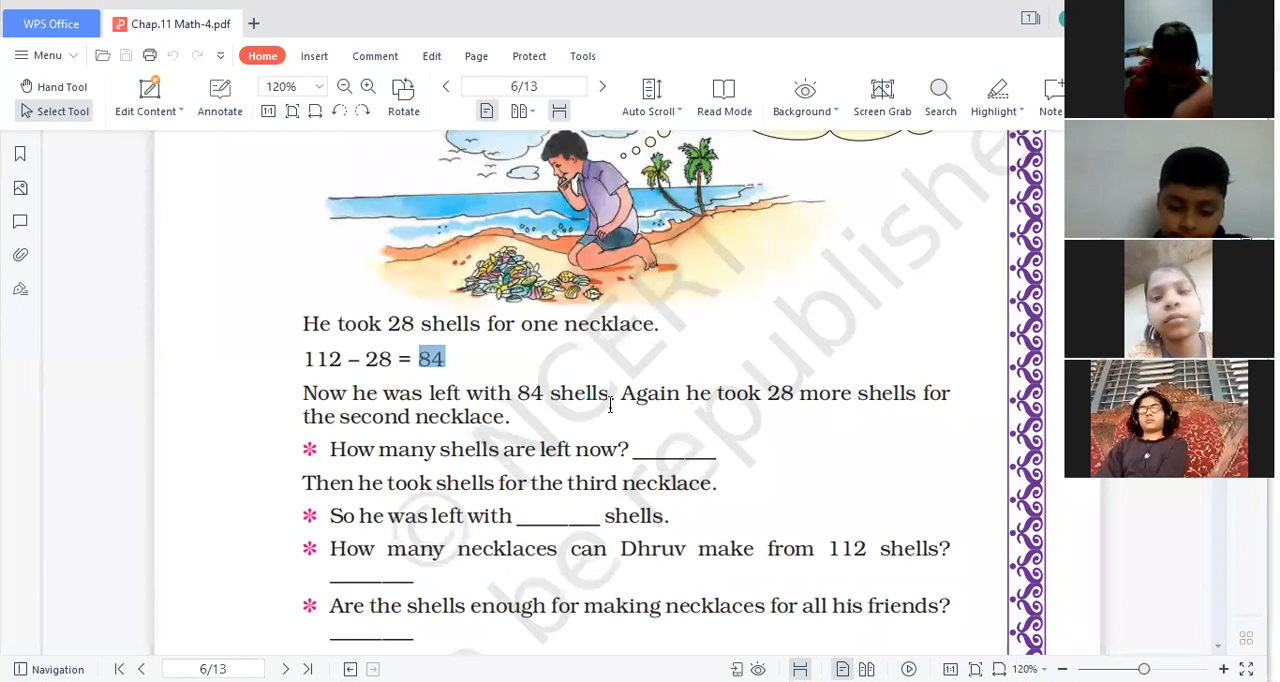 WPS Office
Chap.11 Math-4.pdf
Menu
Home
Insert
Comment
Edit
Page
Protect
Tools
Hand Tool
Select Tool
Edit Content
Annotate
120%
Rotate
6/13
Auto Scroll
Read Mode
Background
Screen Grab
Search
Highlight
Note
He took 28 shells for one necklace.
112 – 28 = 84
Now he was left with 84 shells. Again he took 28 more shells for
the second necklace.
* How many shells are left now? ________
Then he took shells for the third necklace.
* So he was left with ________ shells.
* How many necklaces can Dhruv make from 112 shells?
________
* Are the shells enough for making necklaces for all his friends?
________
© NCERT
be republishe
Navigation
6/13
120%